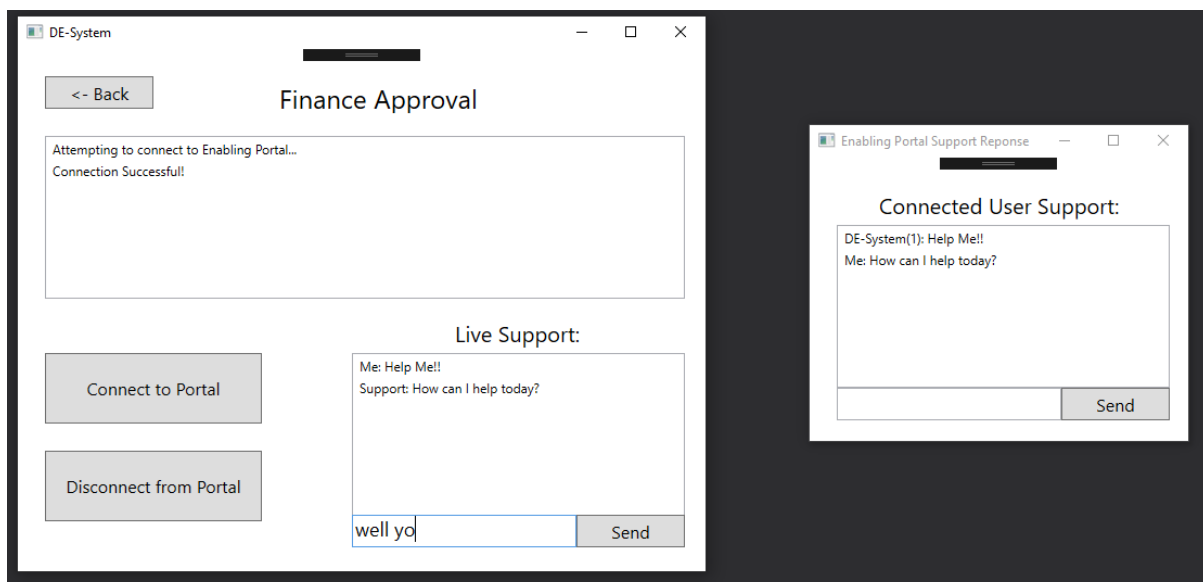 DE-System
<- Back
Finance Approval
Attempting to connect to Enabling Portal...
Connection Successful!
Connect to Portal
Disconnect from Portal
Live Support:
Me: Help Me!!
Support: How can I help today?
well yo
Send
Enabling Portal Support Reponse
Connected User Support:
DE-System(1): Help Me!!
Me: How can I help today?
Send